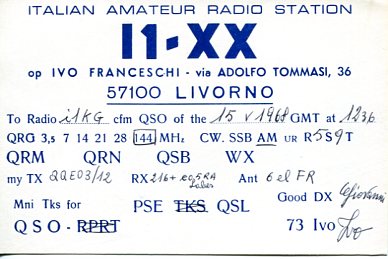 ITALIAN AMATEUR RADIO STATION
I1-XX
op IVO FRANCESCHI - via ADOLFO TOMMASI, 36
57100 LIVORNO
To Radio i1KG cfm QSO of the 15 V 1968 GMT at 1236
QRG 3,5 7 14 21 28 144 MHz CW. SSB AM UR R5S9T
QRM QRN QSB WX
my TX QQE03/12 RX 216+ Ant 6 el FR
Mni Tks for PSE TKS QSL Good DX
QSO - RPRT 73 Ivo Ivo